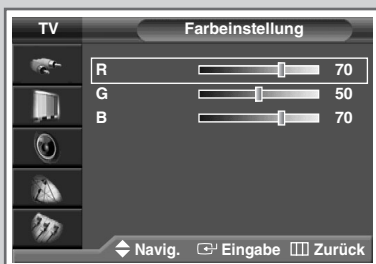 TV Farbeinstellung
R 70
G 50
B 70
Navig. Eingabe Zurück